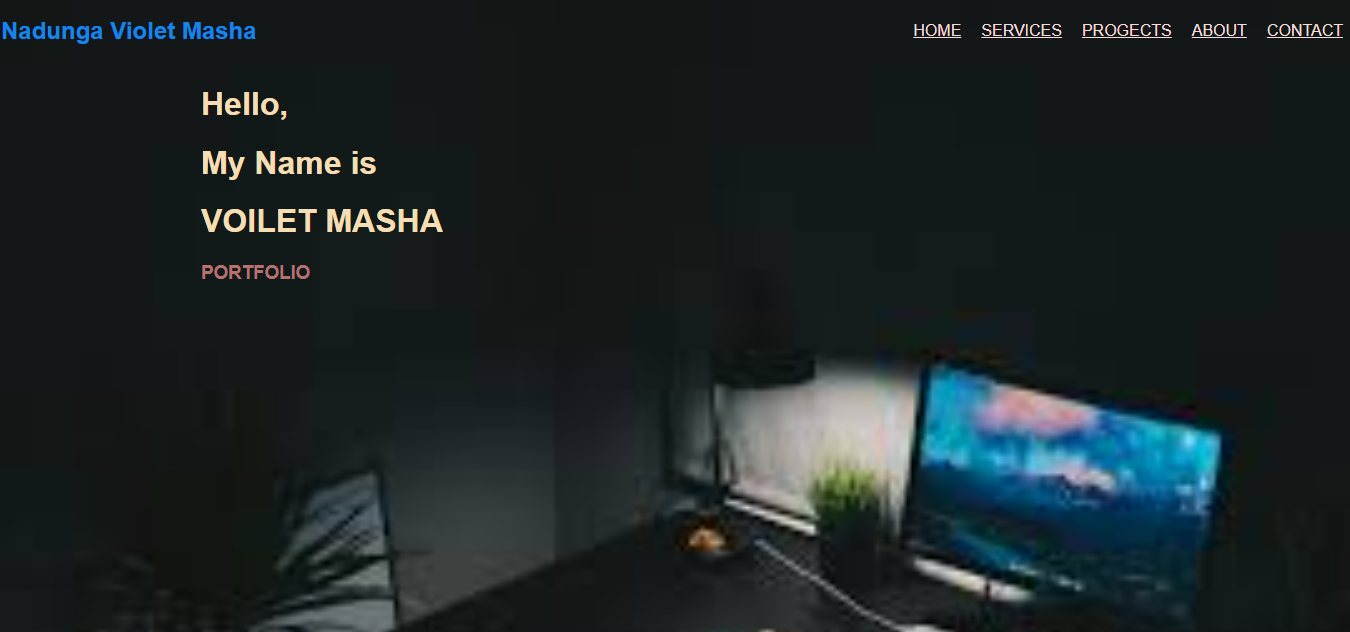 Nadunga Violet Masha
HOME SERVICES PROGECTS ABOUT CONTACT
Hello,
My Name is
VOILET MASHA
PORTFOLIO